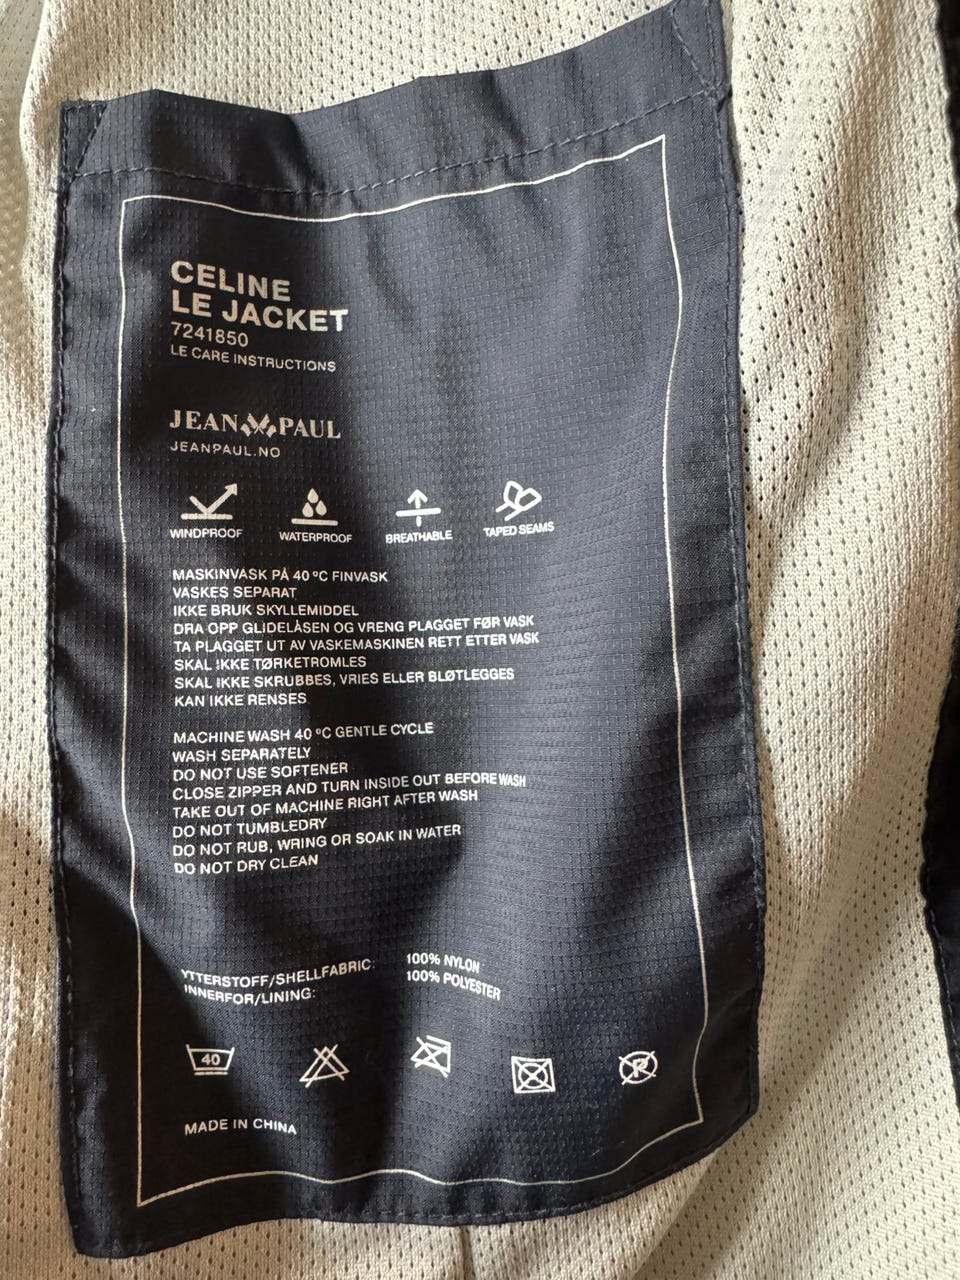 CELINE
LE JACKET
7241850
LE CARE INSTRUCTIONS
JEAN PAUL
JEANPAUL.NO
WINDPROOF WATERPROOF BREATHABLE TAPED SEAMS
MASKINVASK PÅ 40 ºC FINVASK
VASKES SEPARAT
IKKE BRUK SKYLLEMIDDEL
DRA OPP GLIDELÅSEN OG VRENG PLAGGET FØR VASK
TA PLAGGET UT AV VASKEMASKINEN RETT ETTER VASK
SKAL IKKE TØRKETROMLES
SKAL IKKE SKRUBBES, VRIES ELLER BLØTLEGGES
KAN IKKE RENSES
MACHINE WASH 40 ºC GENTLE CYCLE
WASH SEPARATELY
DO NOT USE SOFTENER
CLOSE ZIPPER AND TURN INSIDE OUT BEFORE WASH
TAKE OUT OF MACHINE RIGHT AFTER WASH
DO NOT TUMBLEDRY
DO NOT RUB, WRING OR SOAK IN WATER
DO NOT DRY CLEAN
YTTERSTOFF/SHELLFABRIC: 100% NYLON
INNERFOR/LINING: 100% POLYESTER
40 P
MADE IN CHINA